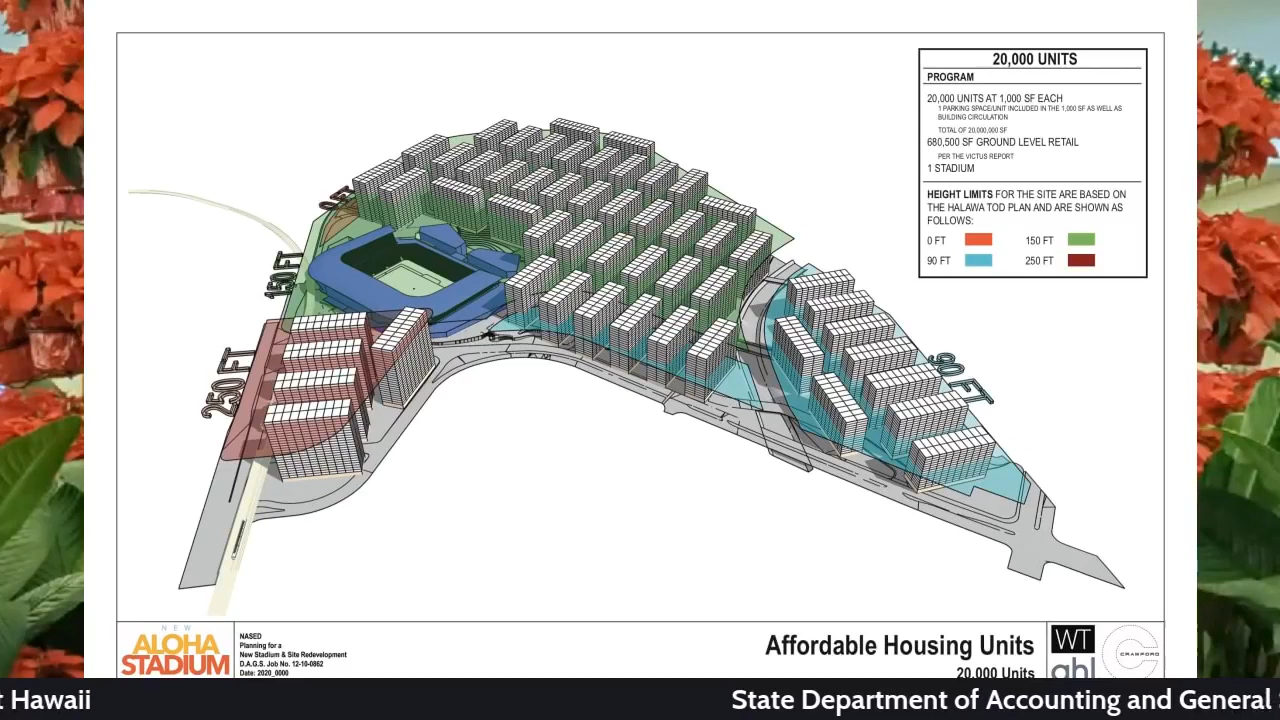 20,000 UNITS
PROGRAM
20,000 UNITS AT 1,000 SF EACH
1 PARKING SPACE/UNIT INCLUDED IN THE 1,000 SF AS WELL AS
BUILDING CIRCULATION
TOTAL OF 20,000,000 SF
680,500 SF GROUND LEVEL RETAIL
PER THE VICTUS REPORT
1 STADIUM
HEIGHT LIMITS FOR THE SITE ARE BASED ON
THE HALAWA TOD PLAN AND ARE SHOWN AS
FOLLOWS:
0 FT 150 FT
90 FT 250 FT
0 FT
150 FT
250 FT
90 FT
NEW
ALOHA
STADIUM
NASED
Planning for a
New Stadium & Site Redevelopment
D.A.G.S. Job No. 12-10-0862
Date: 2020_0000
Affordable Housing Units
20,000 Units
WT
ahl
CRAWFORD
t Hawaii
State Department of Accounting and General